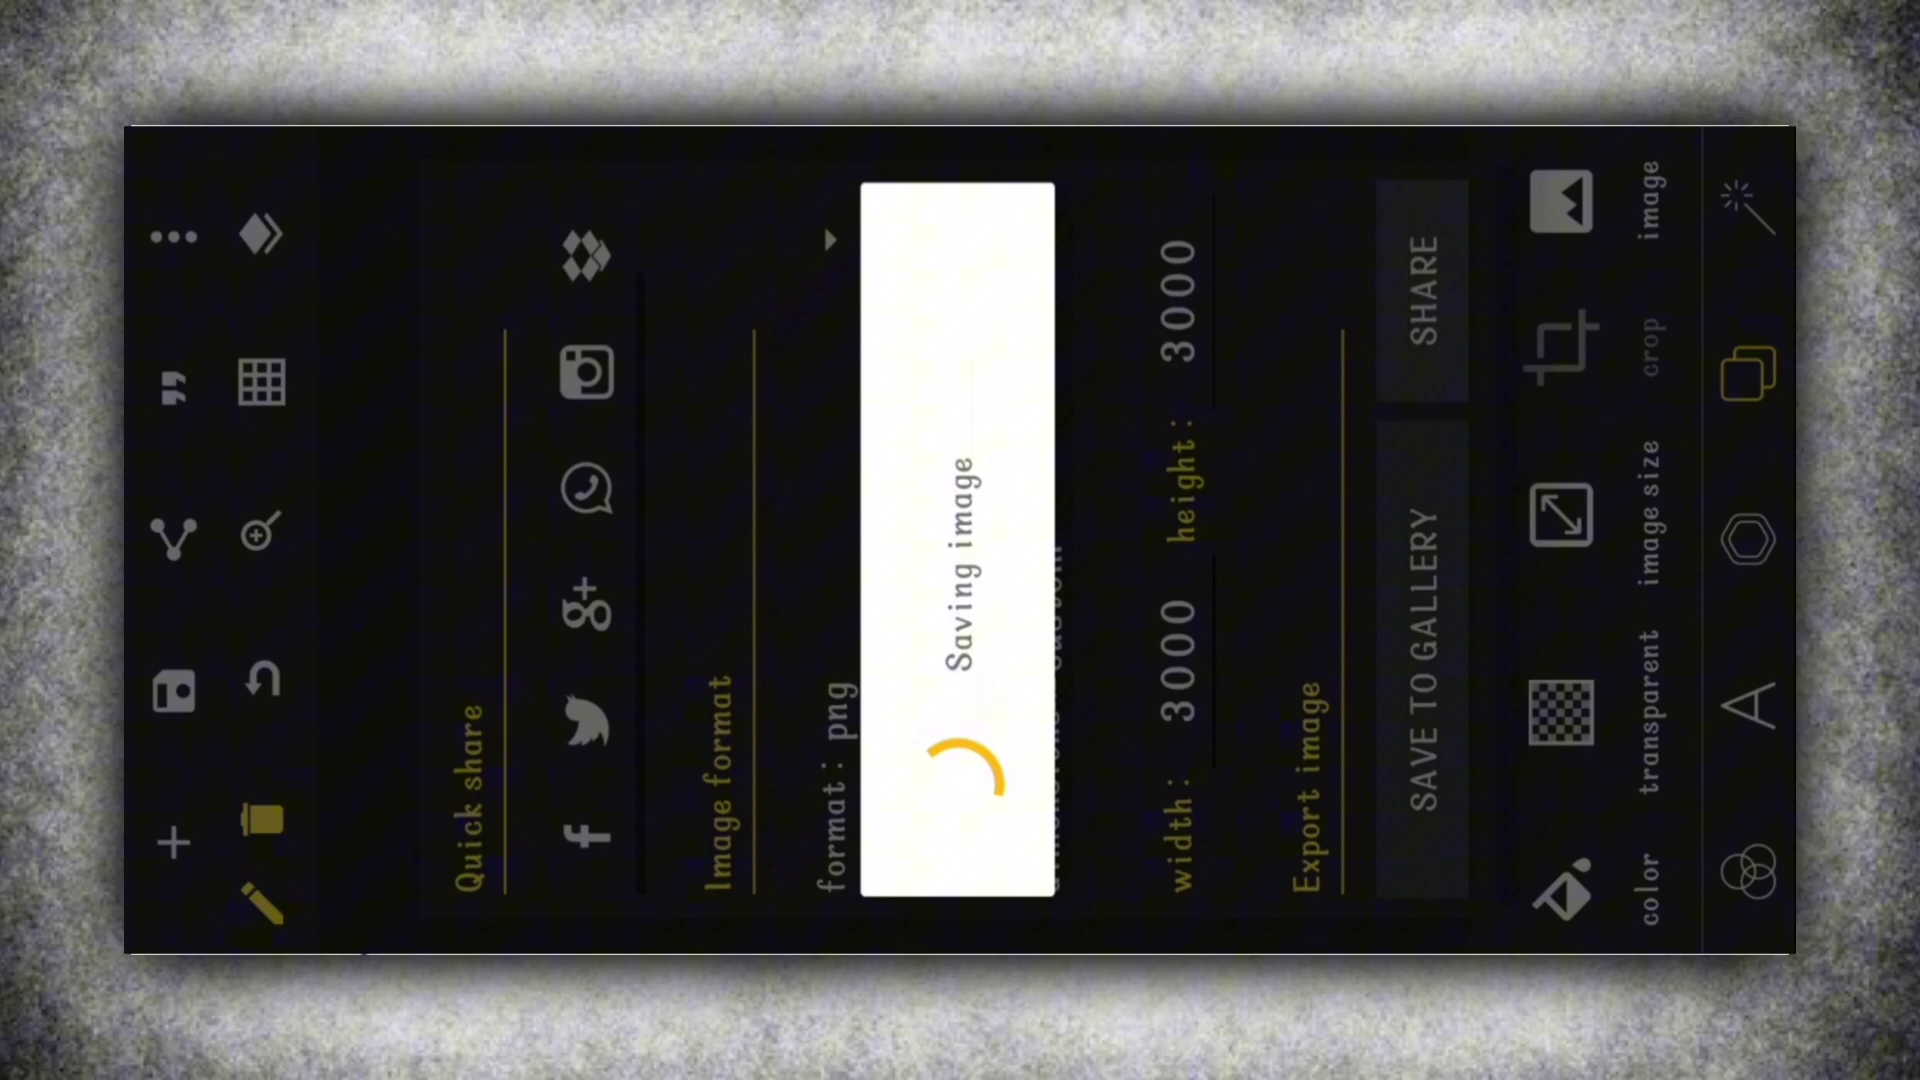 Quick share
Image format
format: png
Saving image
width: 3000 height: 3000
Export image
SAVE TO GALLERY SHARE
color transparent image size crop image